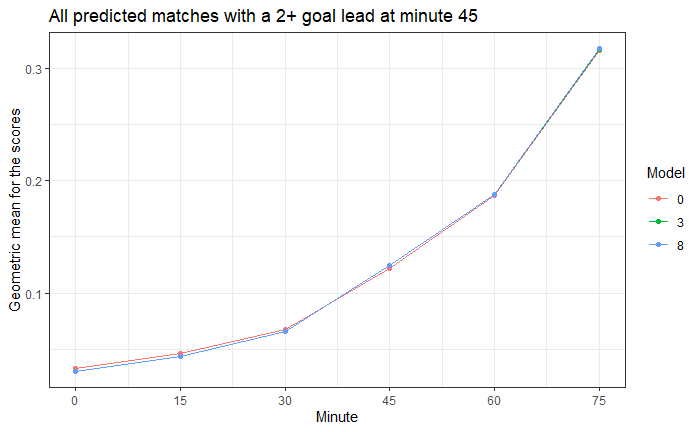 All predicted matches with a 2+ goal lead at minute 45
Geometric mean for the scores
0.3
0.2
0.1
0 15 30 45 60 75
Minute
Model
0
3
8